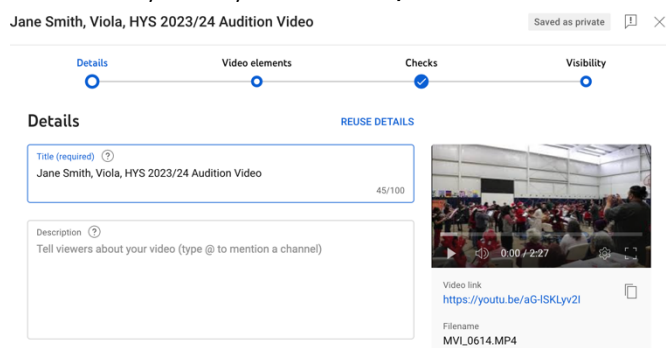 Jane Smith, Viola, HYS 2023/24 Audition Video
Saved as private
Details
Video elements
Checks
Visibility
Details
REUSE DETAILS
Title (required)
Jane Smith, Viola, HYS 2023/24 Audition Video
45/100
Description
Tell viewers about your video (type @ to mention a channel)
0:00 / 2:27
Video link
https://youtu.be/aG-lSKLyv2I
Filename
MVI_0614.MP4